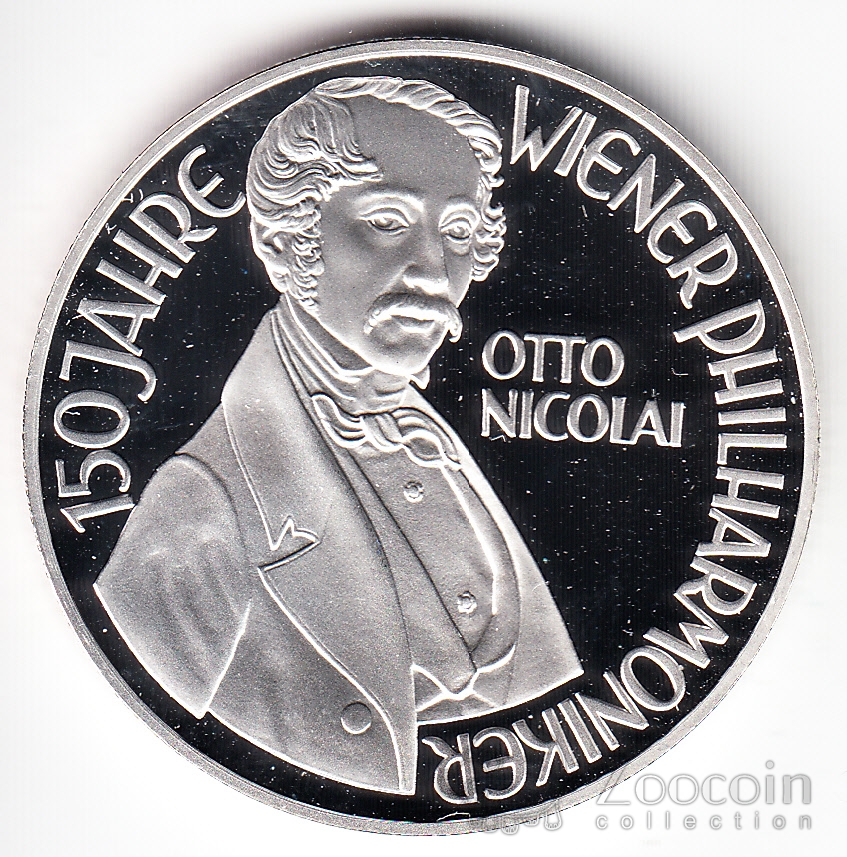 150 JAHRE WIENER PHILHARMONIKER
OTTO
NICOLAI
Zoocoin
collection